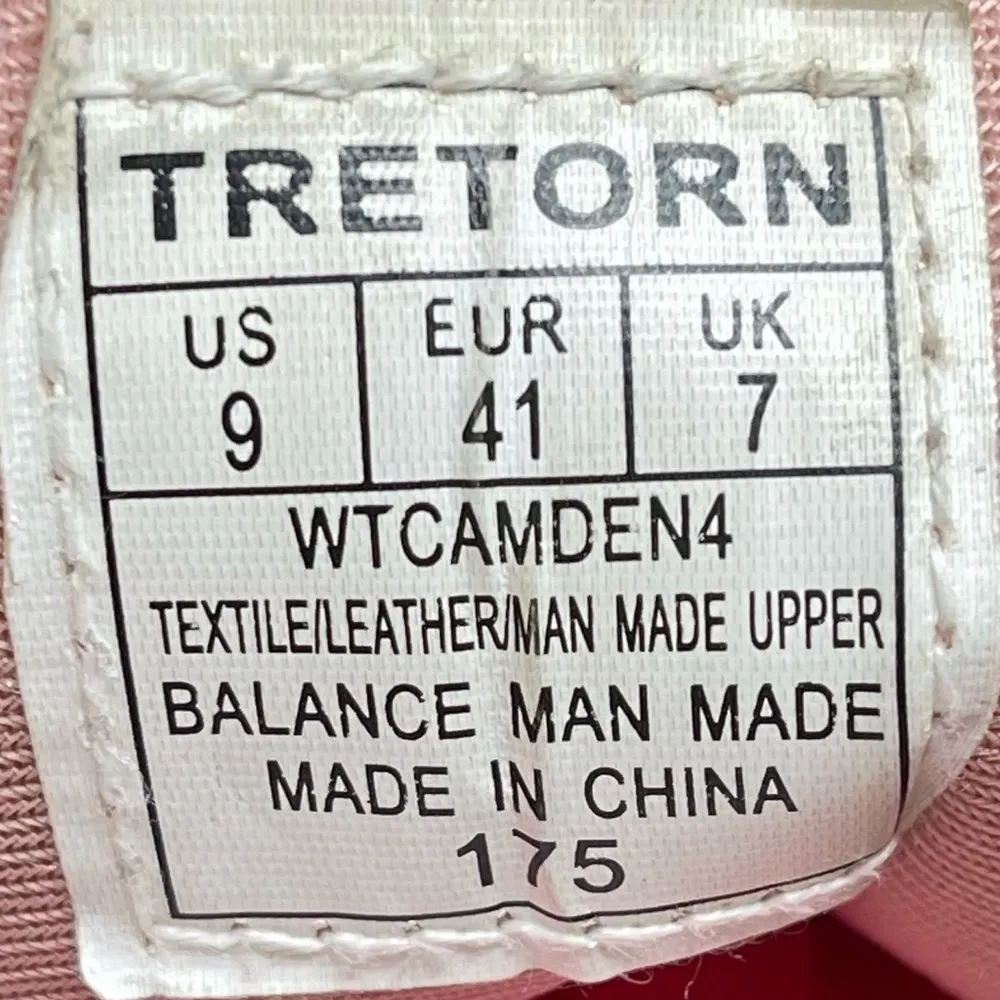 TRETORN
US EUR UK
9 41 7
WTCAMDEN4
TEXTILE/LEATHER/MAN MADE UPPER
BALANCE MAN MADE
MADE IN CHINA
175